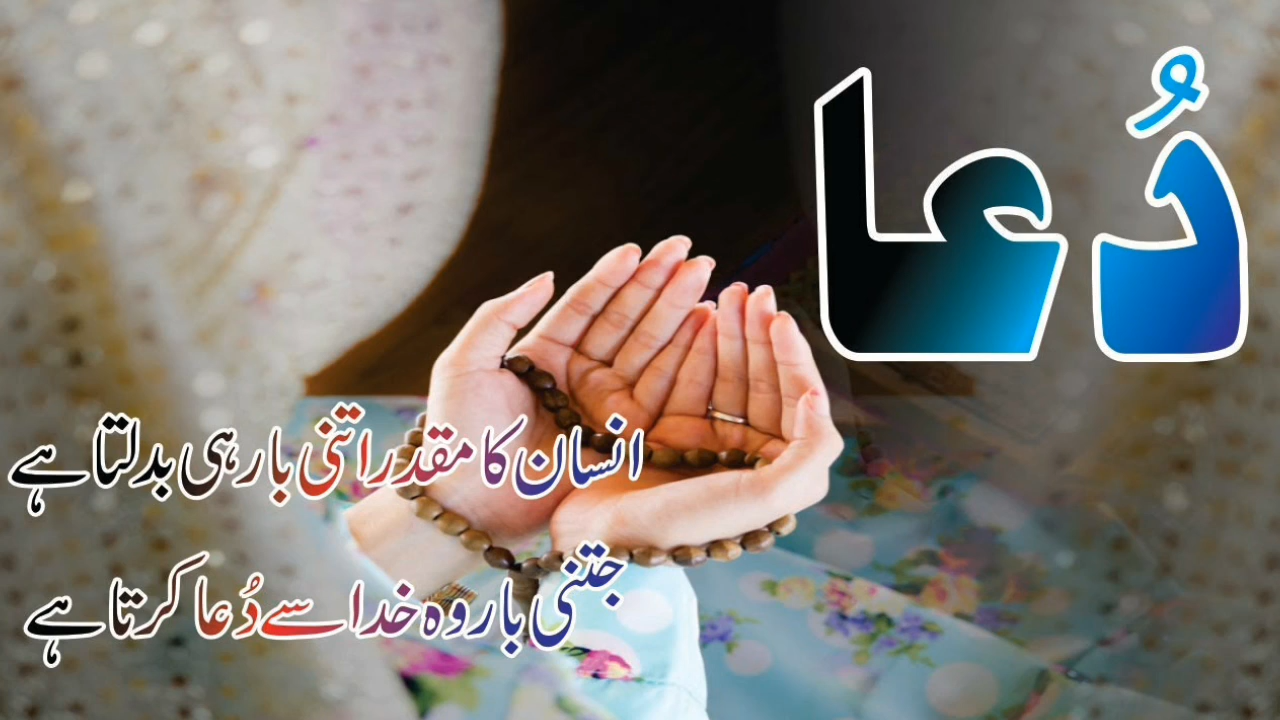 دُعا
انسان کا مقدر اتنی بار ہی بدلتا ہے
جتنی بار وہ خدا سے دُعا کرتا ہے